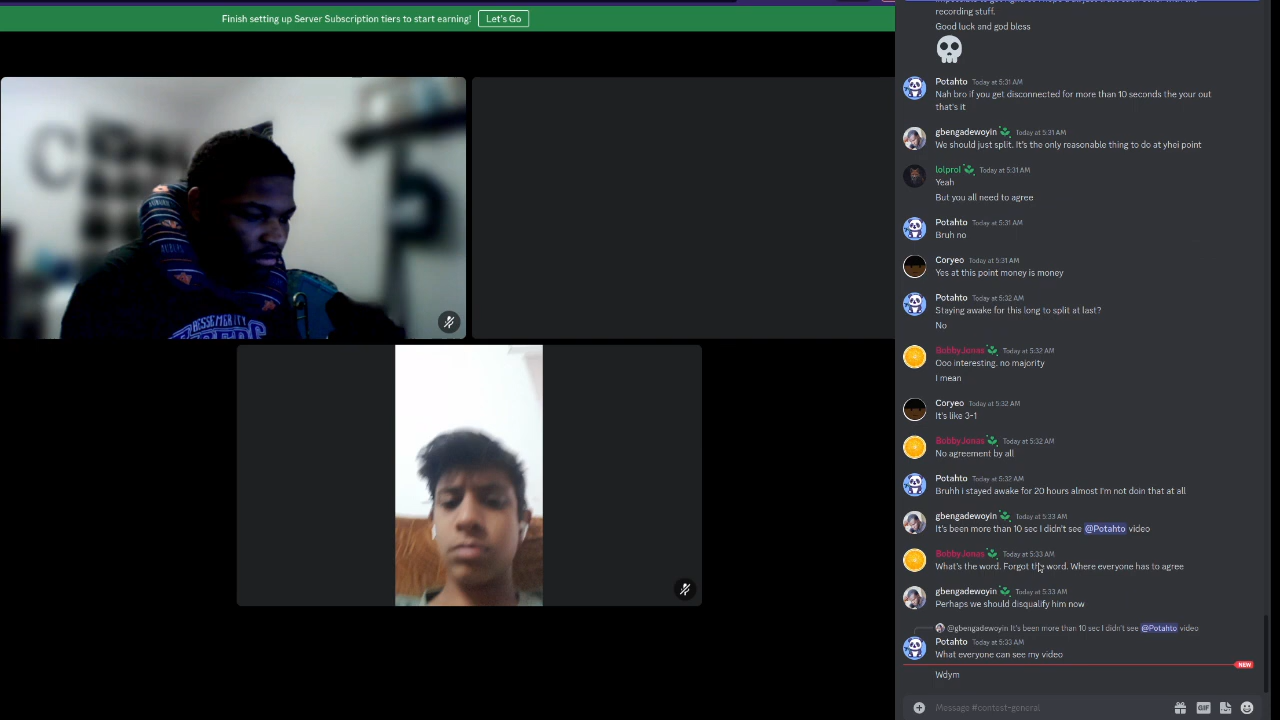 Finish setting up Server Subscription tiers to start earning!
Let's Go
recording stuff.
Good luck and god bless
Potahto Today at 5:31 AM
Nah bro if you get disconnected for more than 10 seconds the your out
that's it
gbengadewoyin Today at 5:31 AM
We should just split. It's the only reasonable thing to do at yhei point
lolprol Today at 5:31 AM
Yeah
But you all need to agree
Potahto Today at 5:31 AM
Bruh no
Coryeo Today at 5:31 AM
Yes at this point money is money
Potahto Today at 5:32 AM
Staying awake for this long to split at last?
No
BobbyJonas Today at 5:32 AM
Ooo interesting. no majority
I mean
Coryeo Today at 5:32 AM
It's like 3-1
BobbyJonas Today at 5:32 AM
No agreement by all
Potahto Today at 5:32 AM
Bruhh i stayed awake for 20 hours almost I'm not doin that at all
gbengadewoyin Today at 5:33 AM
It's been more than 10 sec I didn't see @Potahto video
BobbyJonas Today at 5:33 AM
What's the word. Forgot the word. Where everyone has to agree
gbengadewoyin Today at 5:33 AM
Perhaps we should disqualify him now
@gbengadewoyin It's been more than 10 sec I didn't see @Potahto video
Potahto Today at 5:33 AM
What everyone can see my video
NEW
Wdym
Message #contest-general
GIF